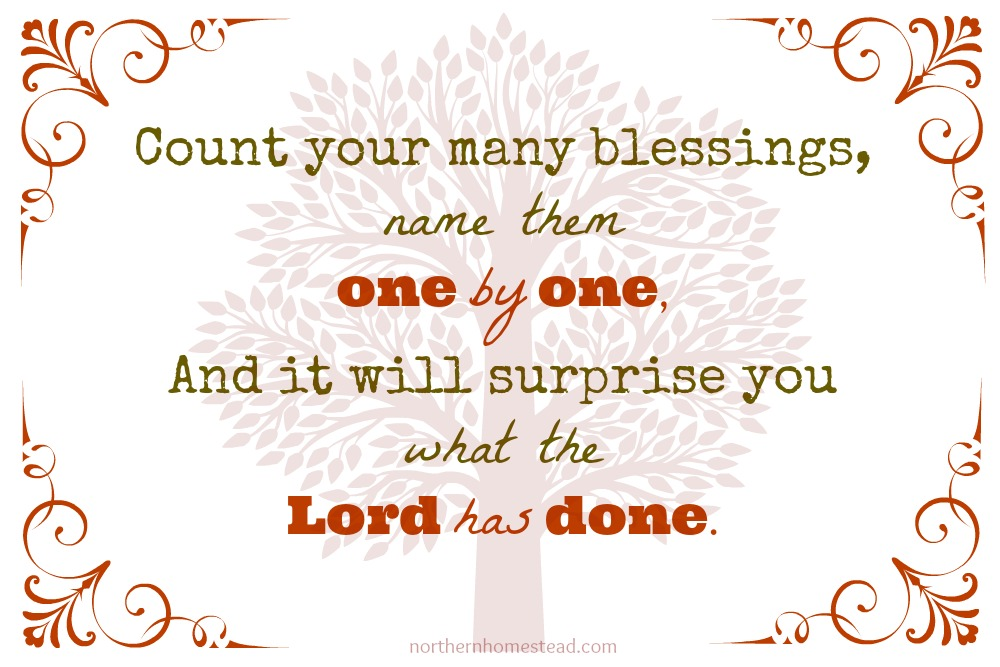 Count your many blessings,
name them
one by one,
And it will surprise you
what the
Lord has done.
northernhomestead.com